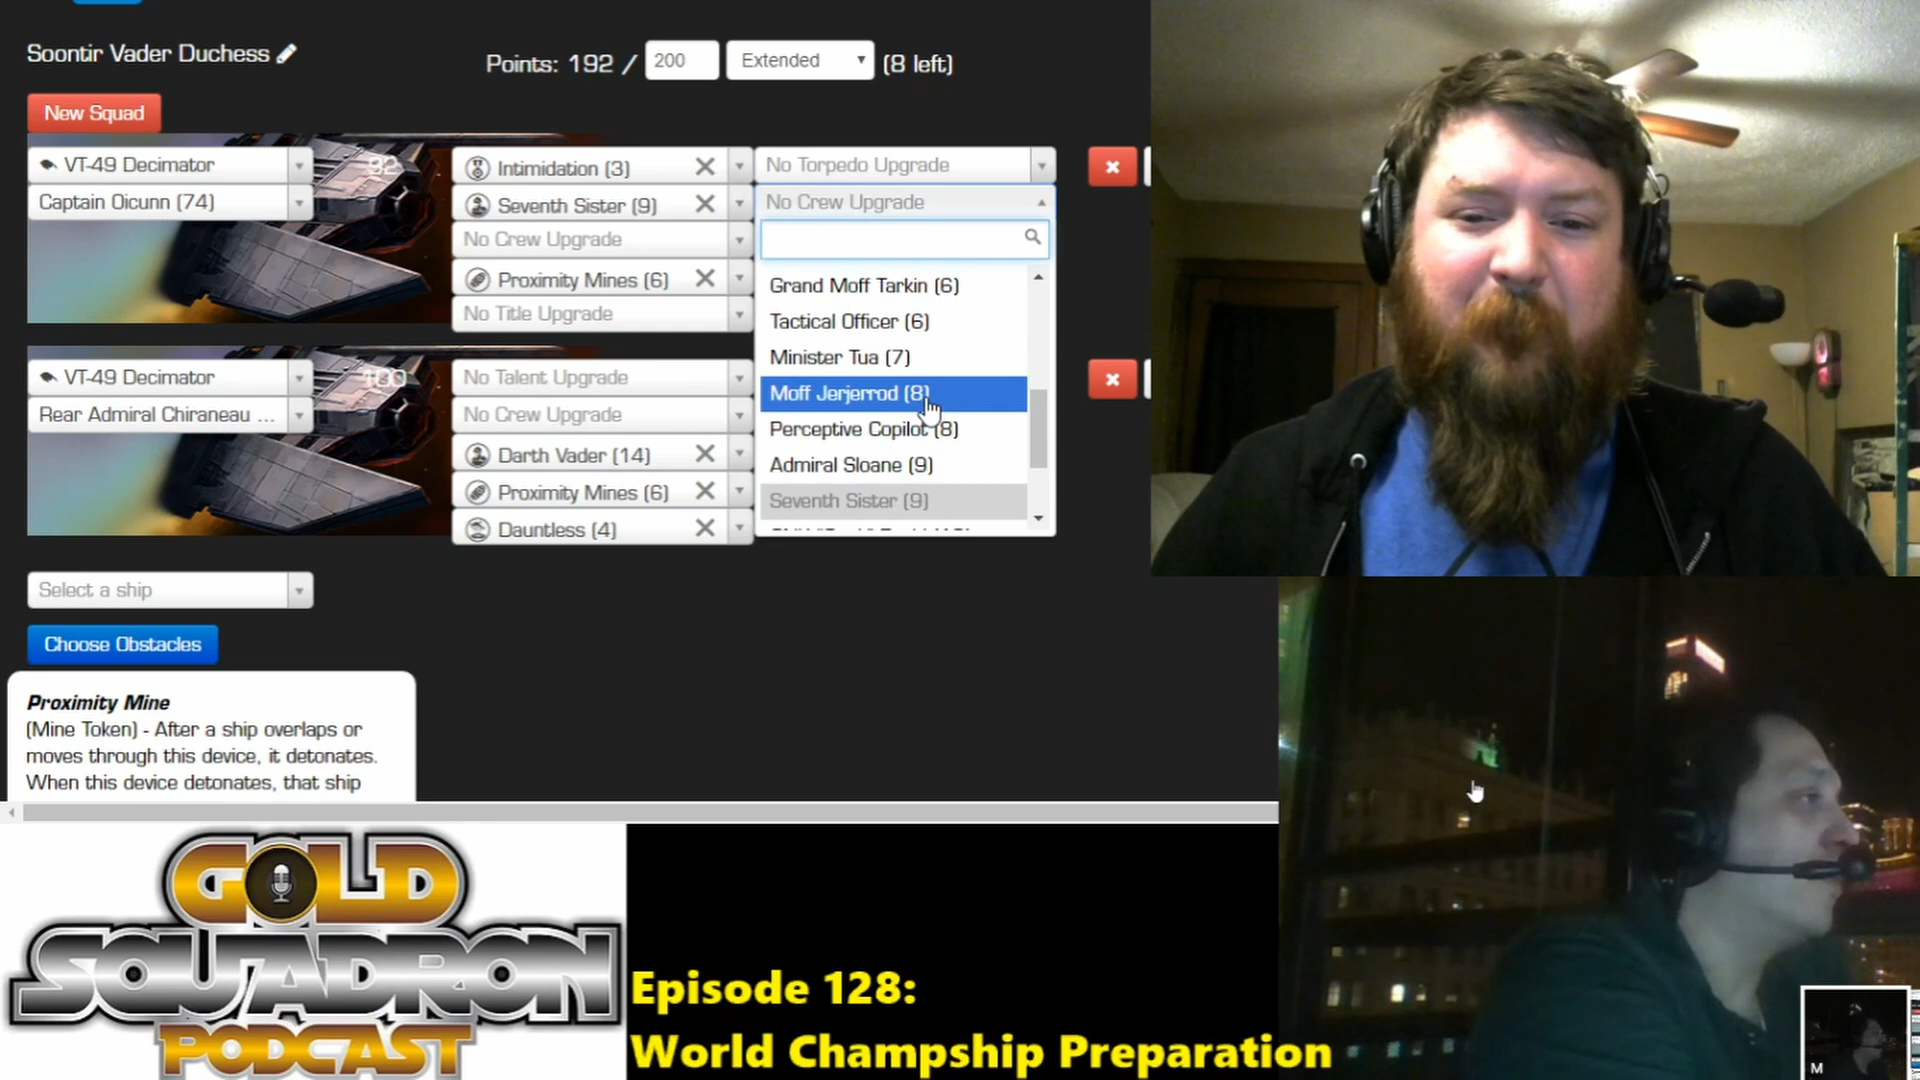 Soontir Vader Duchess
Points: 192 / 200 Extended (8 left)
New Squad
VT-49 Decimator
92
Captain Oicunn (74)
Intimidation (3)
Seventh Sister (9)
No Crew Upgrade
Proximity Mines (6)
No Title Upgrade
No Torpedo Upgrade
No Crew Upgrade
Grand Moff Tarkin (6)
Tactical Officer (6)
Minister Tua (7)
Moff Jerjerrod (8)
Perceptive Copilot (8)
Admiral Sloane (9)
Seventh Sister (9)
VT-49 Decimator
100
Rear Admiral Chiraneau ...
No Talent Upgrade
No Crew Upgrade
Darth Vader (14)
Proximity Mines (6)
Dauntless (4)
Select a ship
Choose Obstacles
Proximity Mine
(Mine Token) - After a ship overlaps or
moves through this device, it detonates.
When this device detonates, that ship
GOLD
SQUADRON
PODCAST
Episode 128:
World Champship Preparation
M